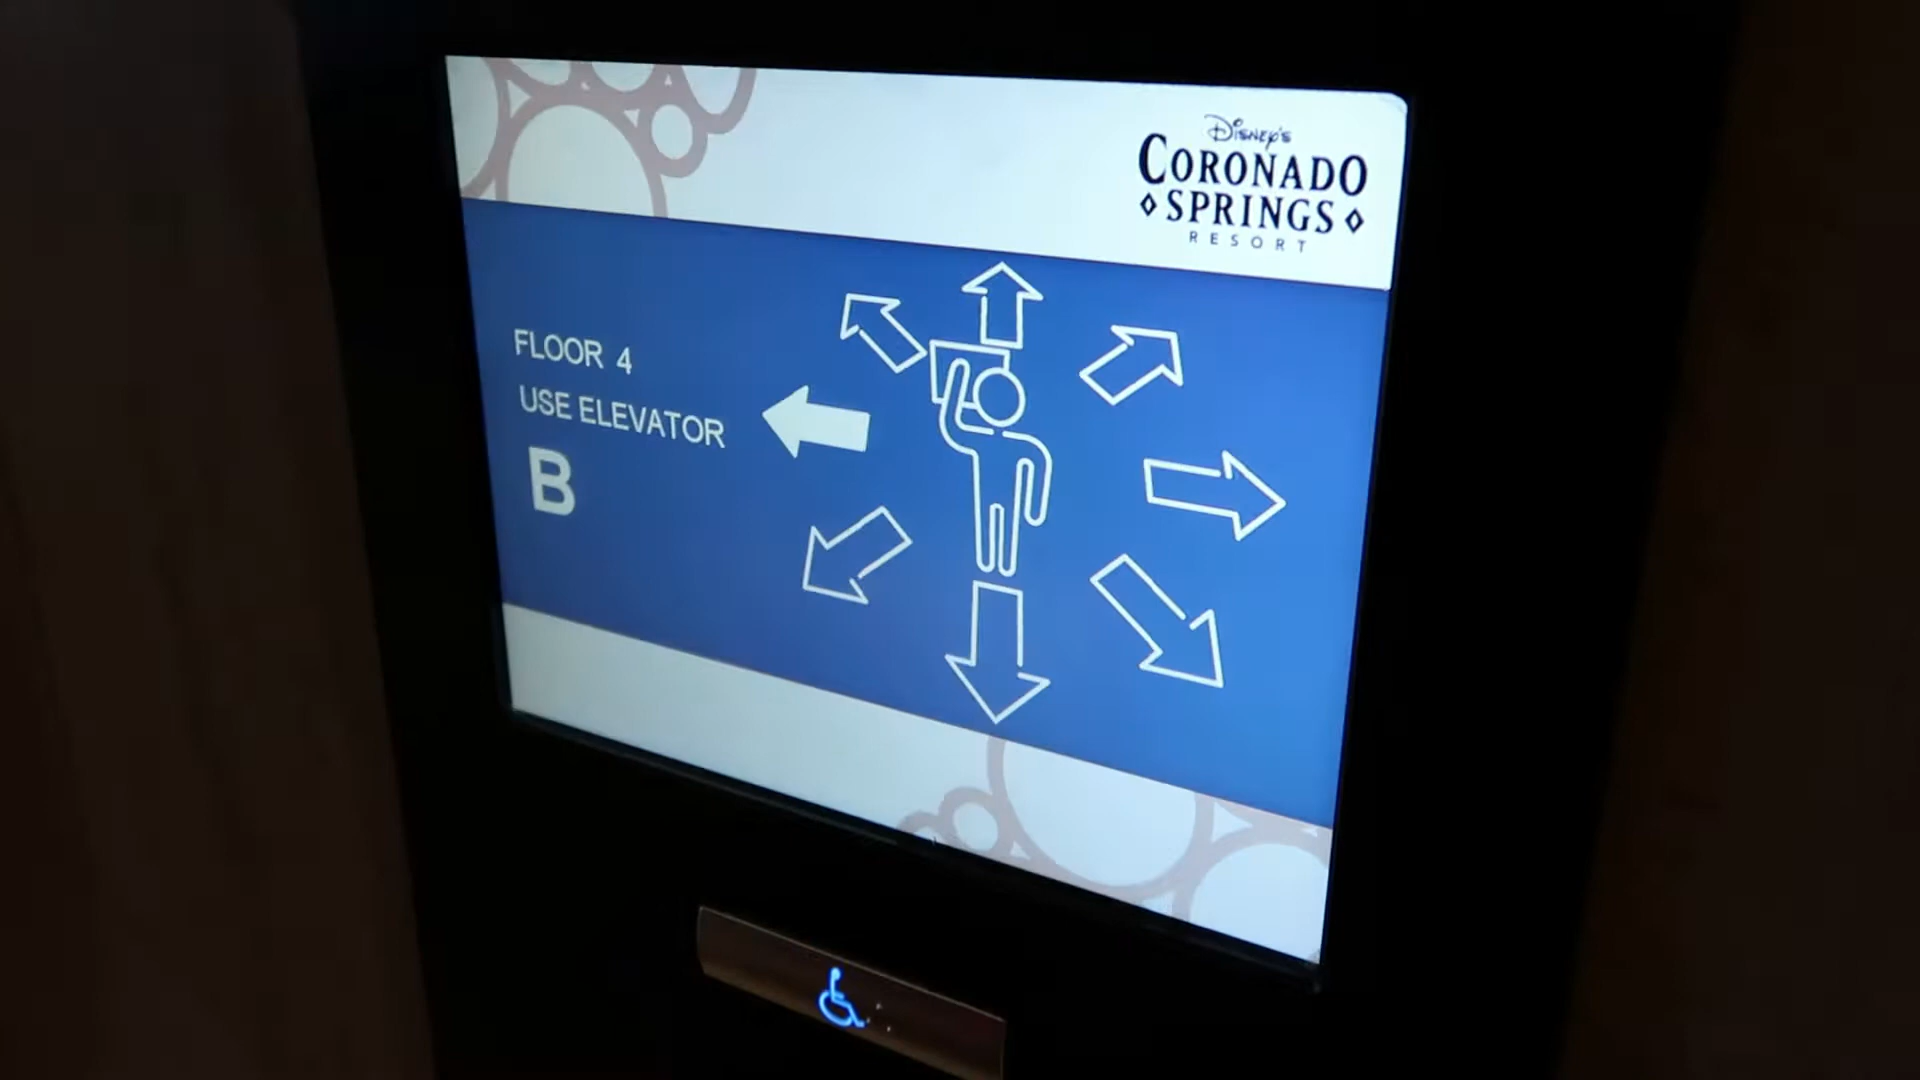 Disney's
CORONADO
SPRINGS
RESORT
FLOOR 4
USE ELEVATOR
B